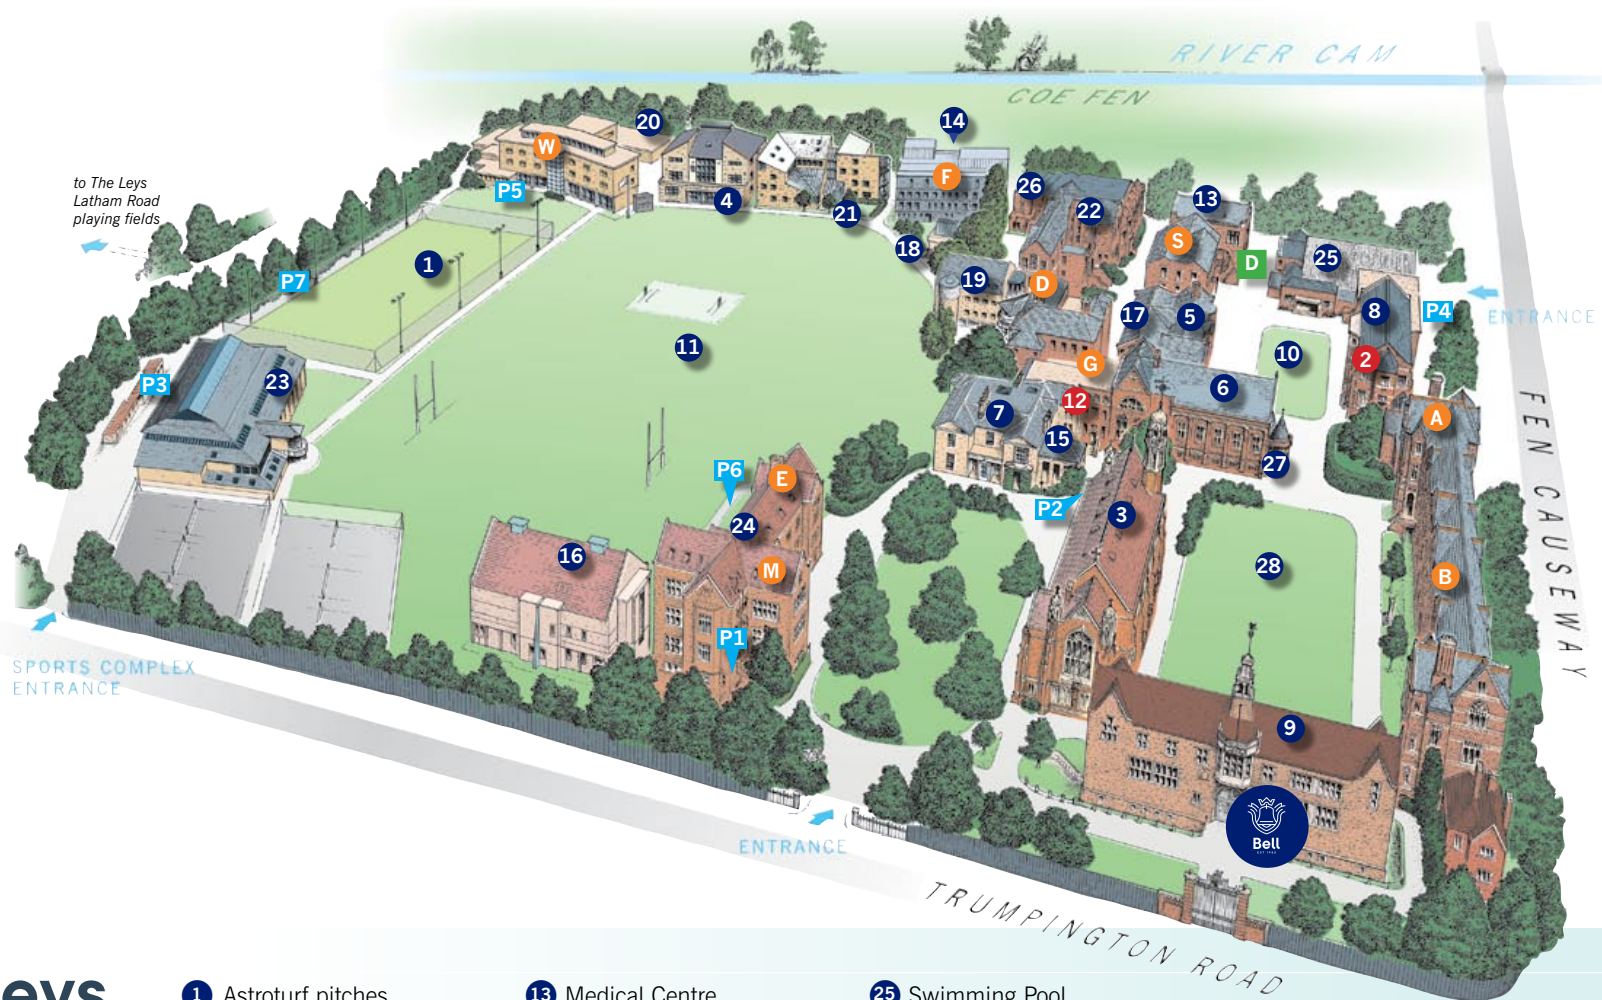 RIVER CAM
COE FEN
14
20
W
F
to The Leys
Latham Road
playing fields
P5
4
21
26
22
13
S
18
D
25
1
P7
19
D
8
P4
ENTRANCE
17
5
11
10
2
G
6
P3
23
12
7
15
A
27
P6
E
P2
3
24
FEN CAUSEWAY
16
M
28
B
P1
SPORTS COMPLEX
ENTRANCE
9
Bell
ENTRANCE
TRUMPINGTON ROAD
eys
1 Astroturf pitches
13 Medical Centre
25 Swimming Pool